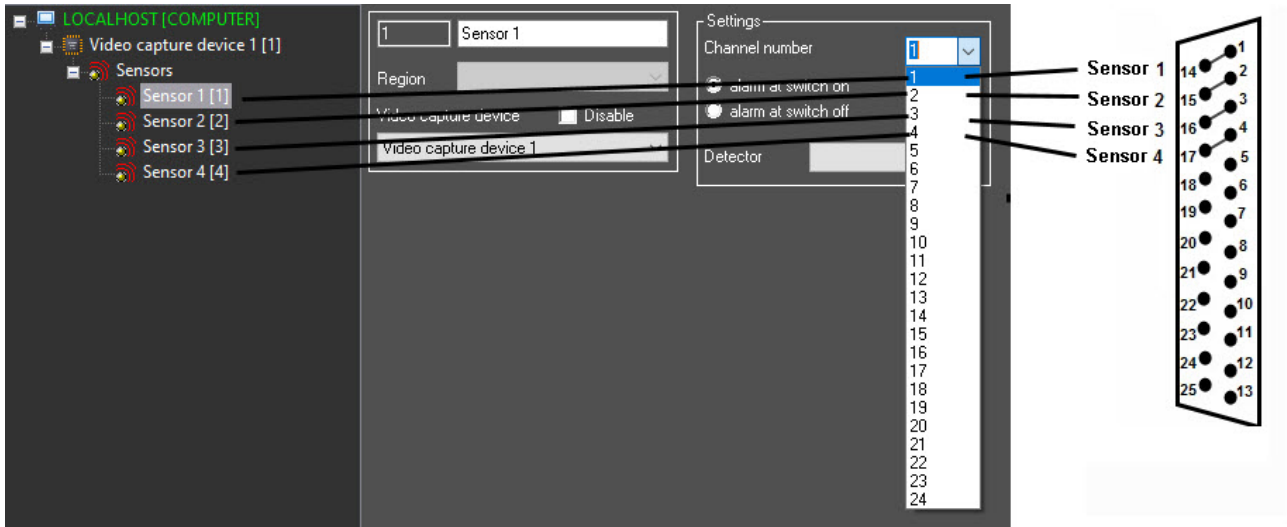 LOCALHOST [COMPUTER]
Video capture device 1 [1]
Sensors
Sensor 1 [1]
Sensor 2 [2]
Sensor 3 [3]
Sensor 4 [4]
1
Sensor 1
Region
Video capture device
Disable
Video capture device 1
Settings
Channel number
1
alarm at switch on
alarm at switch off
Detector
1
2
3
4
5
6
7
8
9
10
11
12
13
14
15
16
17
18
19
20
21
22
23
24
Sensor 1
Sensor 2
Sensor 3
Sensor 4
1
14
2
15
3
16
4
17
5
18
6
19
7
20
8
21
9
22
10
23
11
24
12
25
13